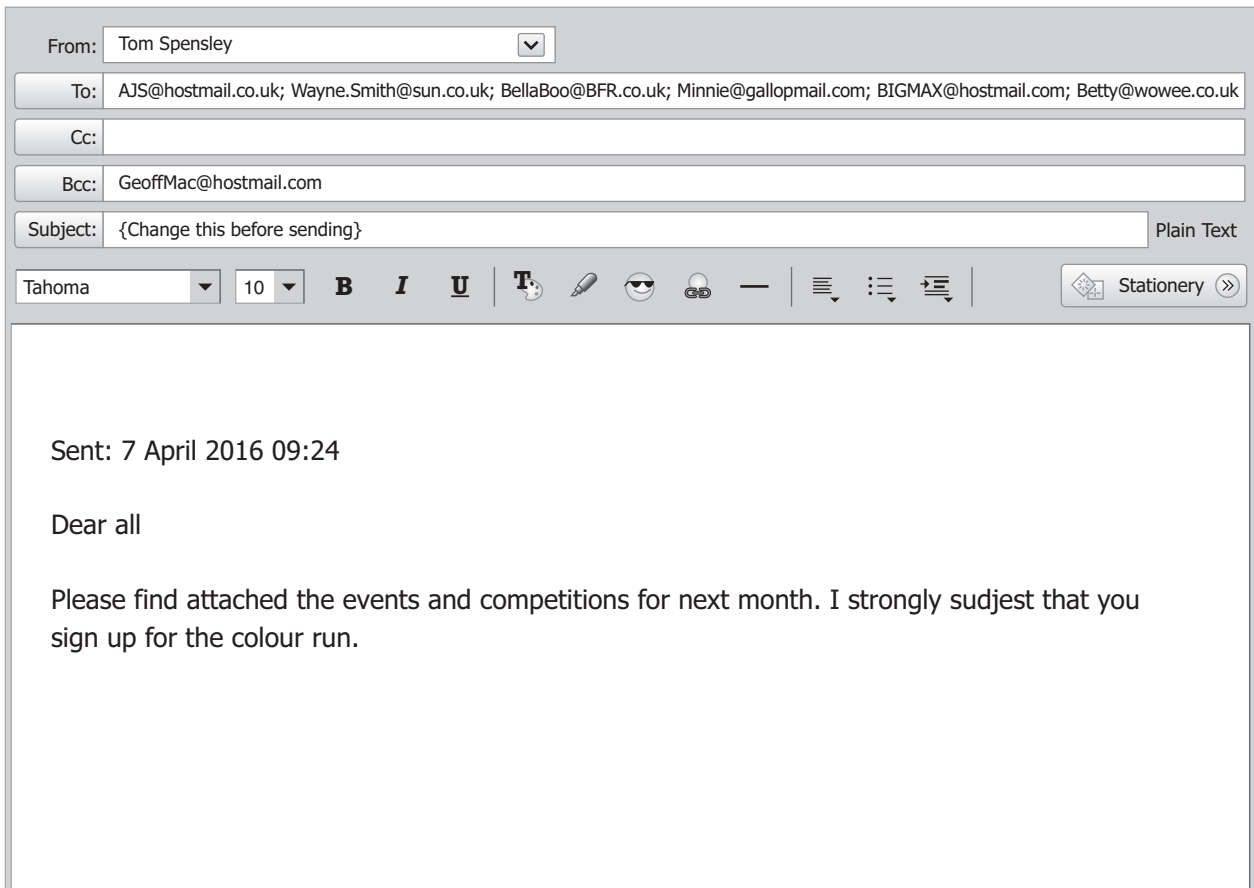 From: Tom Spensley
To: AJS@hostmail.co.uk; Wayne.Smith@sun.co.uk; BellaBoo@BFR.co.uk; Minnie@gallopmail.com; BIGMAX@hostmail.com; Betty@wowee.co.uk
Cc:
Bcc: GeoffMac@hostmail.com
Subject: {Change this before sending} Plain Text
Tahoma 10 B I U T Stationery
Sent: 7 April 2016 09:24
Dear all
Please find attached the events and competitions for next month. I strongly sudjest that you
sign up for the colour run.